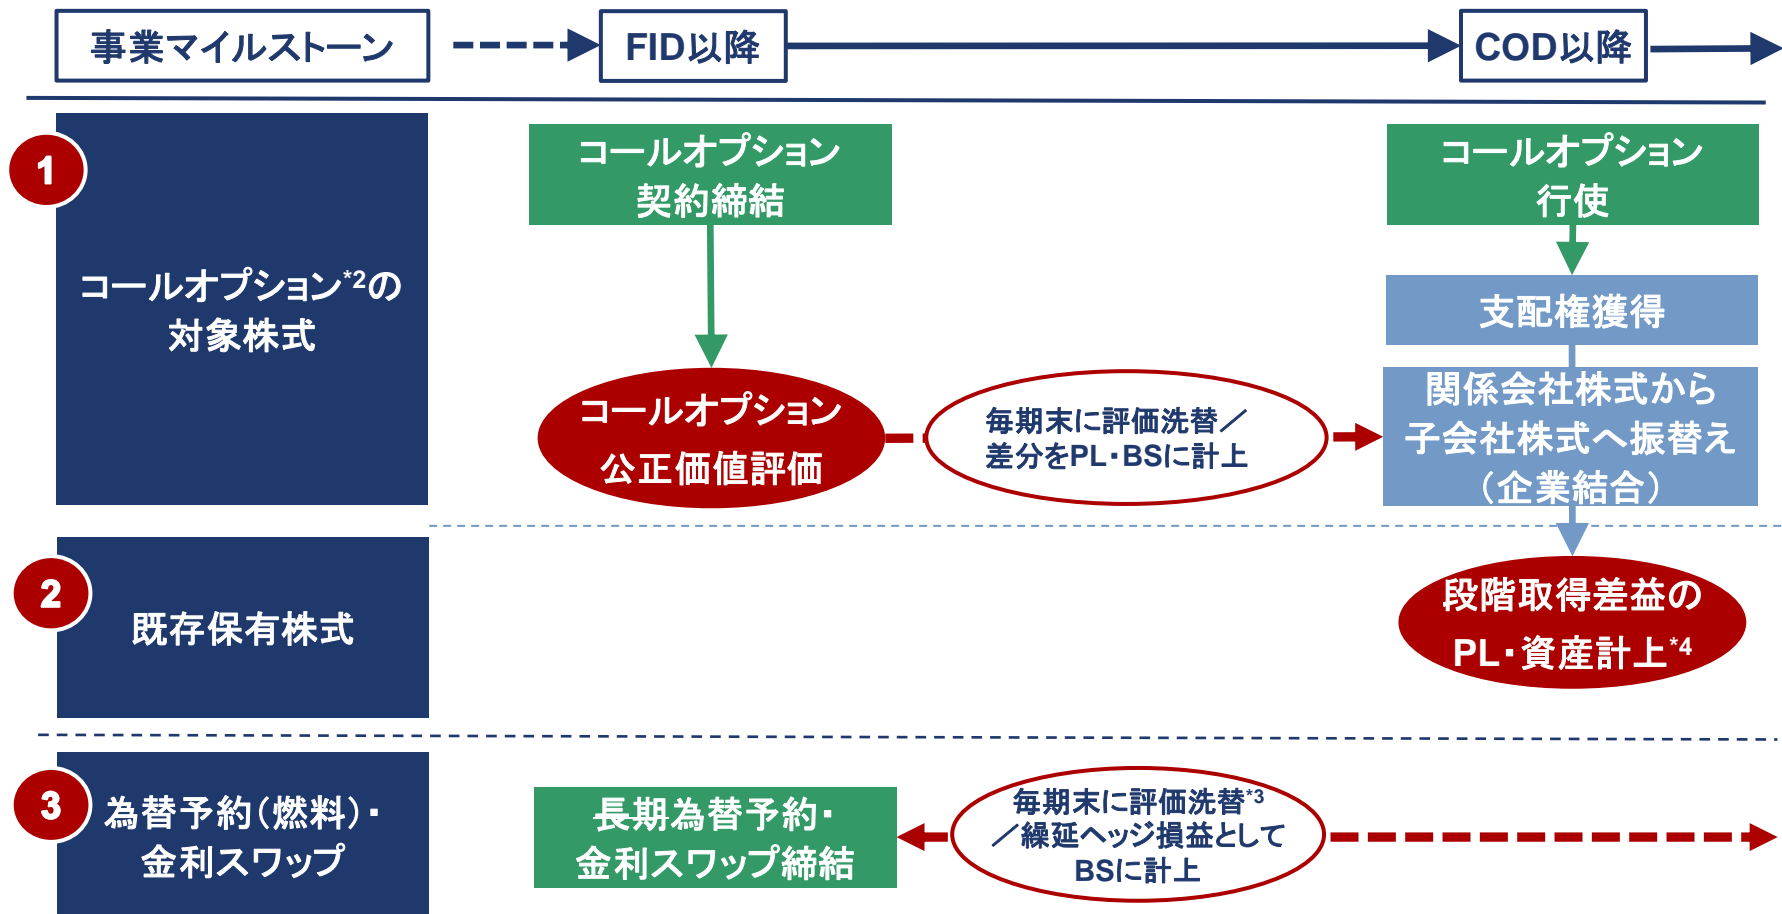 事業マイルストーン
FID以降
COD以降
1
コールオプション*2の
対象株式
コールオプション
契約締結
コールオプション
行使
支配権獲得
コールオプション
公正価値評価
毎期末に評価洗替／
差分をPL・BSに計上
関係会社株式から
子会社株式へ振替え
（企業結合）
2
既存保有株式
段階取得差益の
PL・資産計上*4
3
為替予約（燃料）・
金利スワップ
長期為替予約・
金利スワップ締結
毎期末に評価洗替*3
／繰延ヘッジ損益として
BSに計上